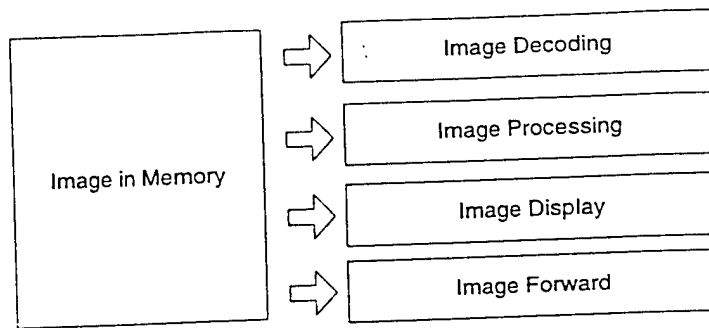 Image in Memory
Image Decoding
Image Processing
Image Display
Image Forward